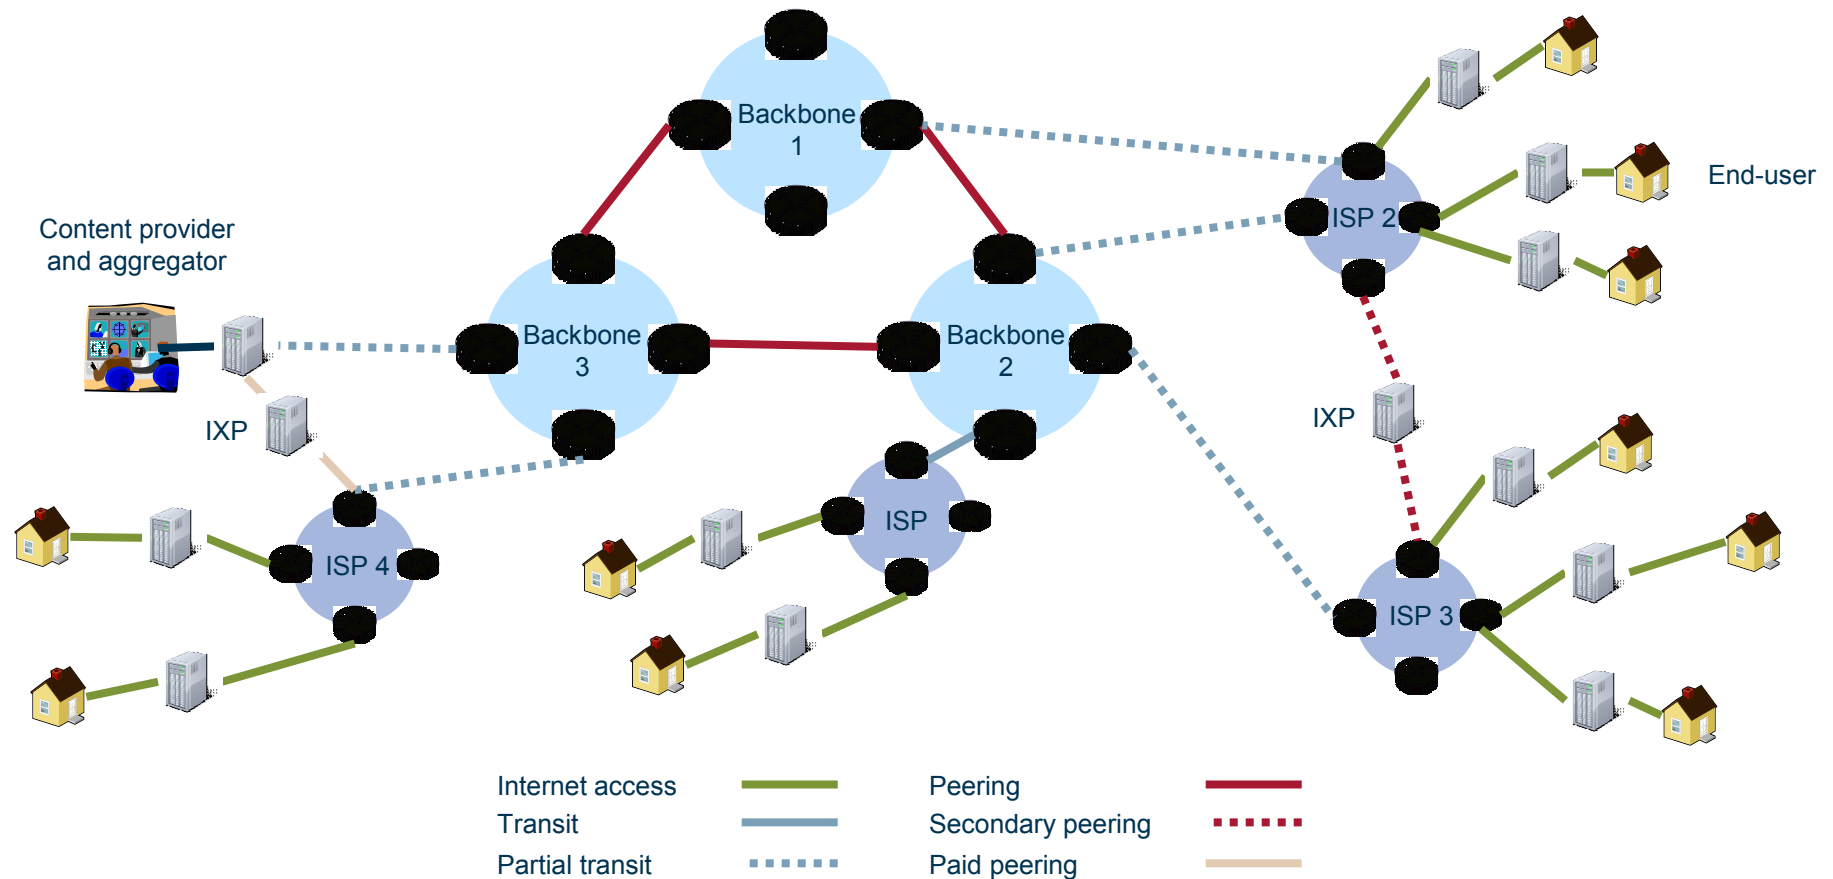 Backbone
1
ISP 2
End-user
Content provider
and aggregator
Backbone
3
Backbone
2
IXP
IXP
ISP
ISP 4
ISP 3
Internet access
Peering
Transit
Secondary peering
Partial transit
Paid peering